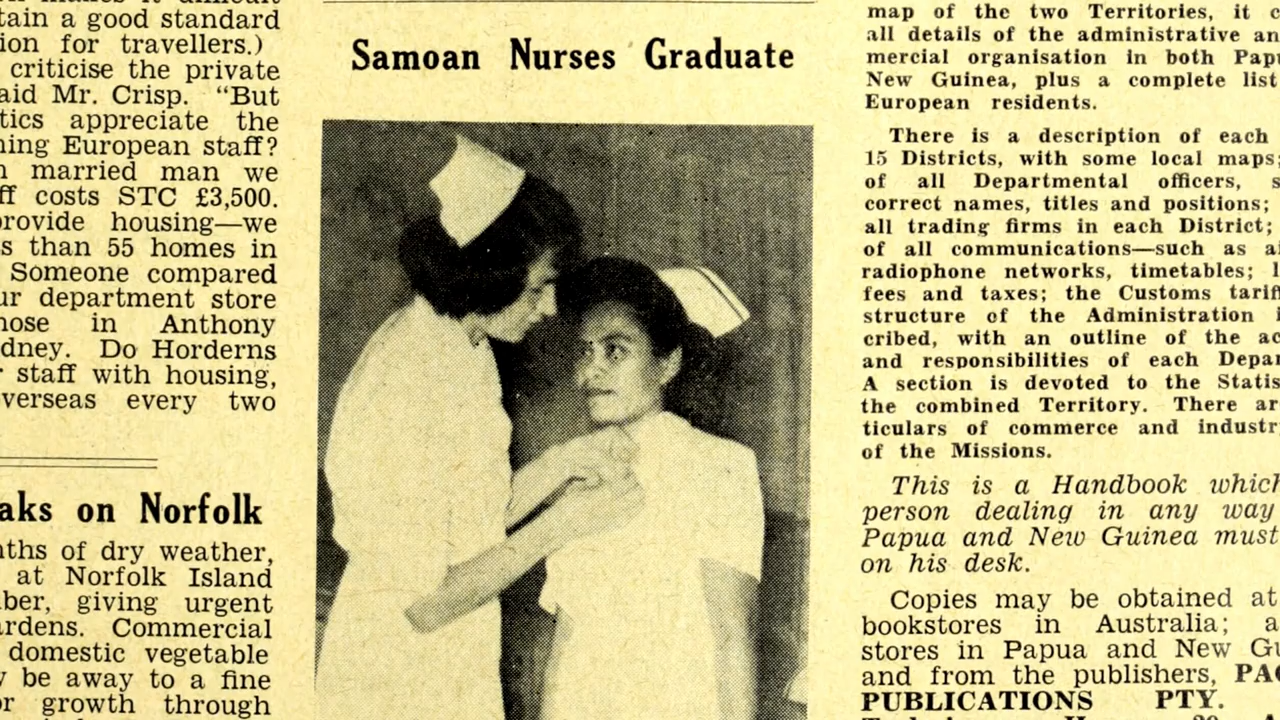 tain a good standard
ion for travellers.)
criticise the private
aid Mr. Crisp. "But
tics appreciate the
ning European staff?
married man we
ff costs STC £3,500.
provide housing—we
s than 55 homes in
Someone compared
ur department store
hose in Anthony
dney. Do Horderns
staff with housing,
verseas every two
aks on Norfolk
nths of dry weather,
at Norfolk Island
ber, giving urgent
ardens. Commercial
domestic vegetable
y be away to a fine
or growth through
Samoan Nurses Graduate
map of the two Territories, it c
all details of the administrative an
mercial organisation in both Pap
New Guinea, plus a complete list
European residents.
There is a description of each
15 Districts, with some local maps;
of all Departmental officers, s
correct names, titles and positions;
all trading firms in each District;
of all communications—such as ai
radiophone networks, timetables; l
fees and taxes; the Customs tarif
structure of the Administration i
cribed, with an outline of the ac
and responsibilities of each Depar
A section is devoted to the Statis
the combined Territory. There ar
ticulars of commerce and industr
of the Missions.
This is a Handbook which
person dealing in any way
Papua and New Guinea must
on his desk.
Copies may be obtained at
bookstores in Australia; a
stores in Papua and New Gu
and from the publishers, PAC
PUBLICATIONS PTY.